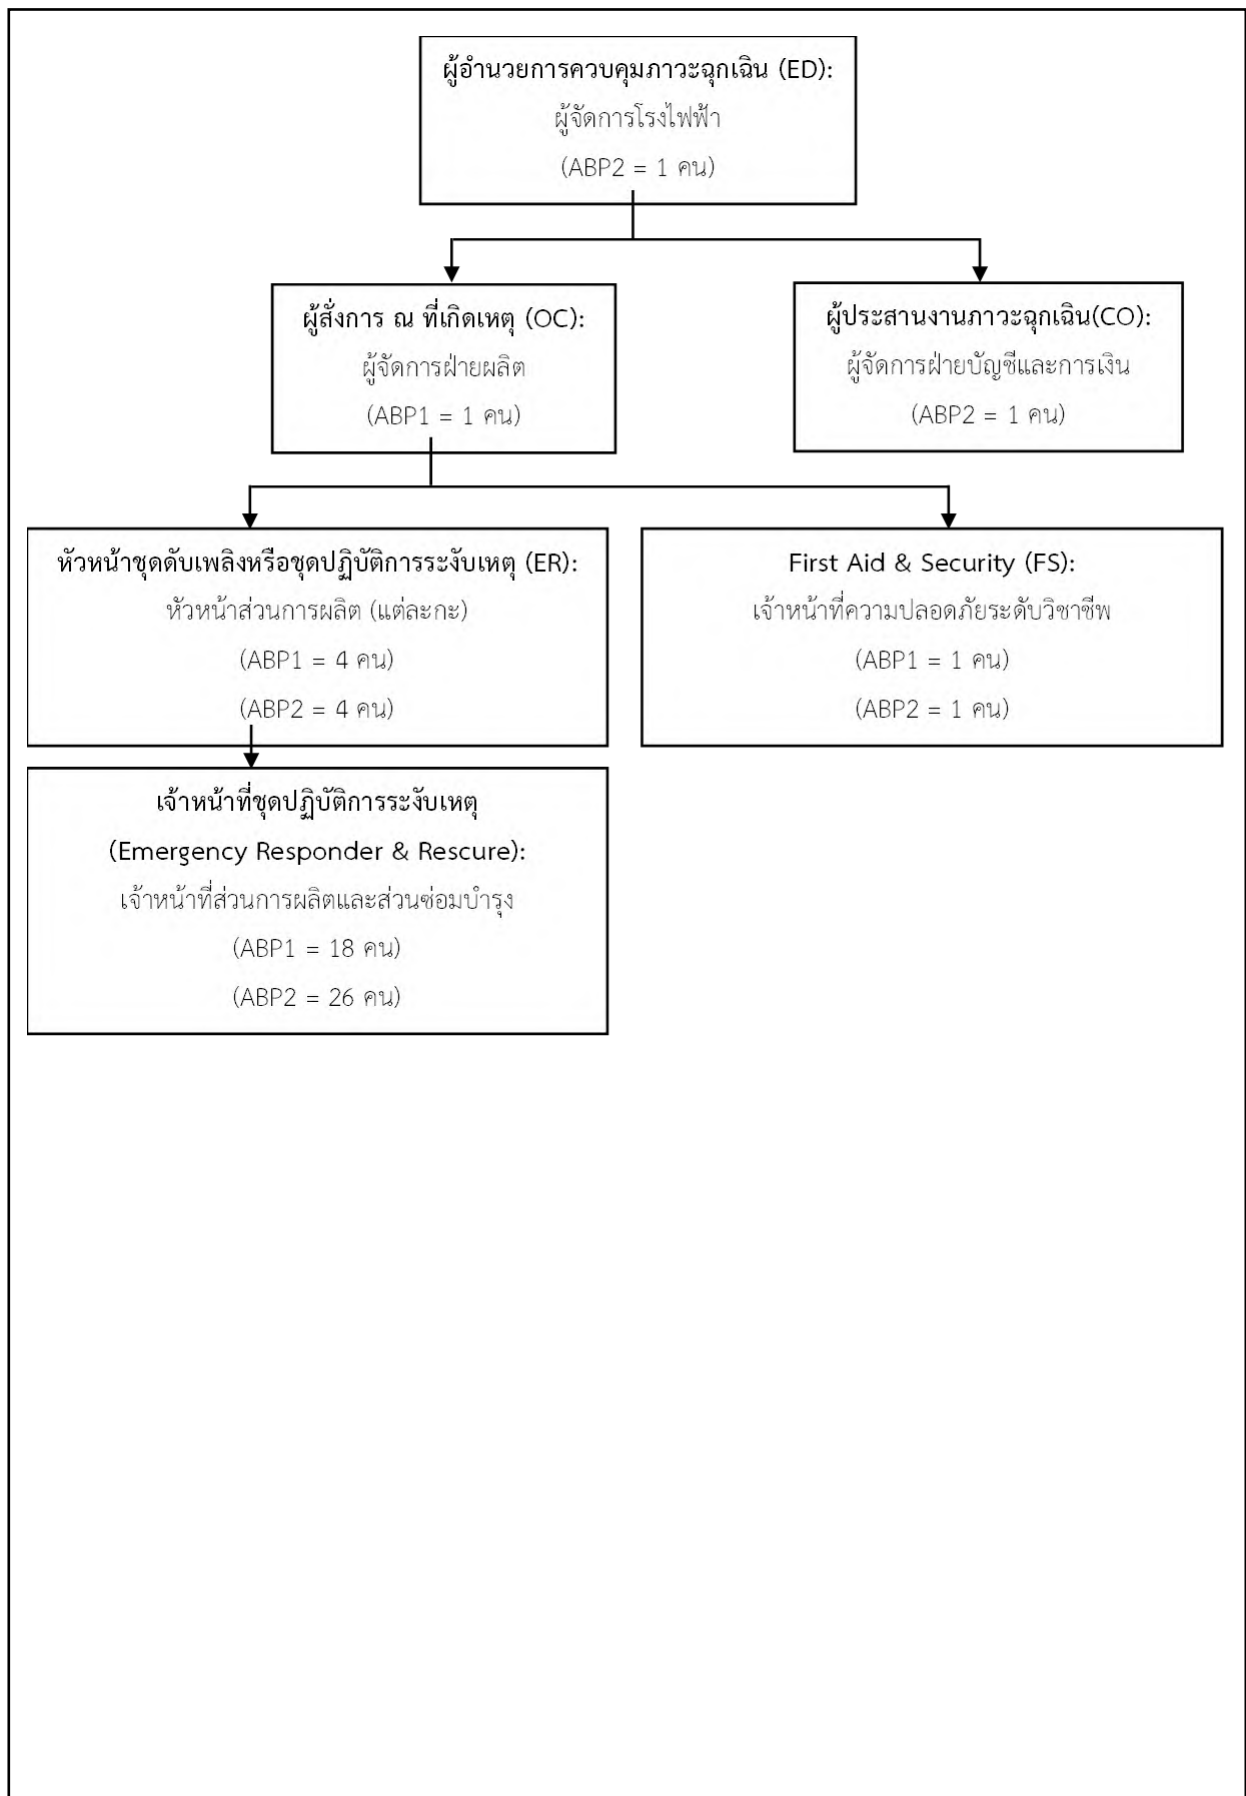 ผู้อำนวยการควบคุมภาวะฉุกเฉิน (ED):
ผู้จัดการโรงไฟฟ้า
(ABP2 = 1 คน)
ผู้สั่งการ ณ ที่เกิดเหตุ (OC):
ผู้จัดการฝ่ายผลิต
(ABP1 = 1 คน)
ผู้ประสานงานภาวะฉุกเฉิน(CO):
ผู้จัดการฝ่ายบัญชีและการเงิน
(ABP2 = 1 คน)
หัวหน้าชุดดับเพลิงหรือชุดปฏิบัติการระงับเหตุ (ER):
หัวหน้าส่วนการผลิต (แต่ละกะ)
(ABP1 = 4 คน)
(ABP2 = 4 คน)
First Aid & Security (FS):
เจ้าหน้าที่ความปลอดภัยระดับวิชาชีพ
(ABP1 = 1 คน)
(ABP2 = 1 คน)
เจ้าหน้าที่ชุดปฏิบัติการระงับเหตุ
(Emergency Responder & Rescure):
เจ้าหน้าที่ส่วนการผลิตและส่วนซ่อมบำรุง
(ABP1 = 18 คน)
(ABP2 = 26 คน)